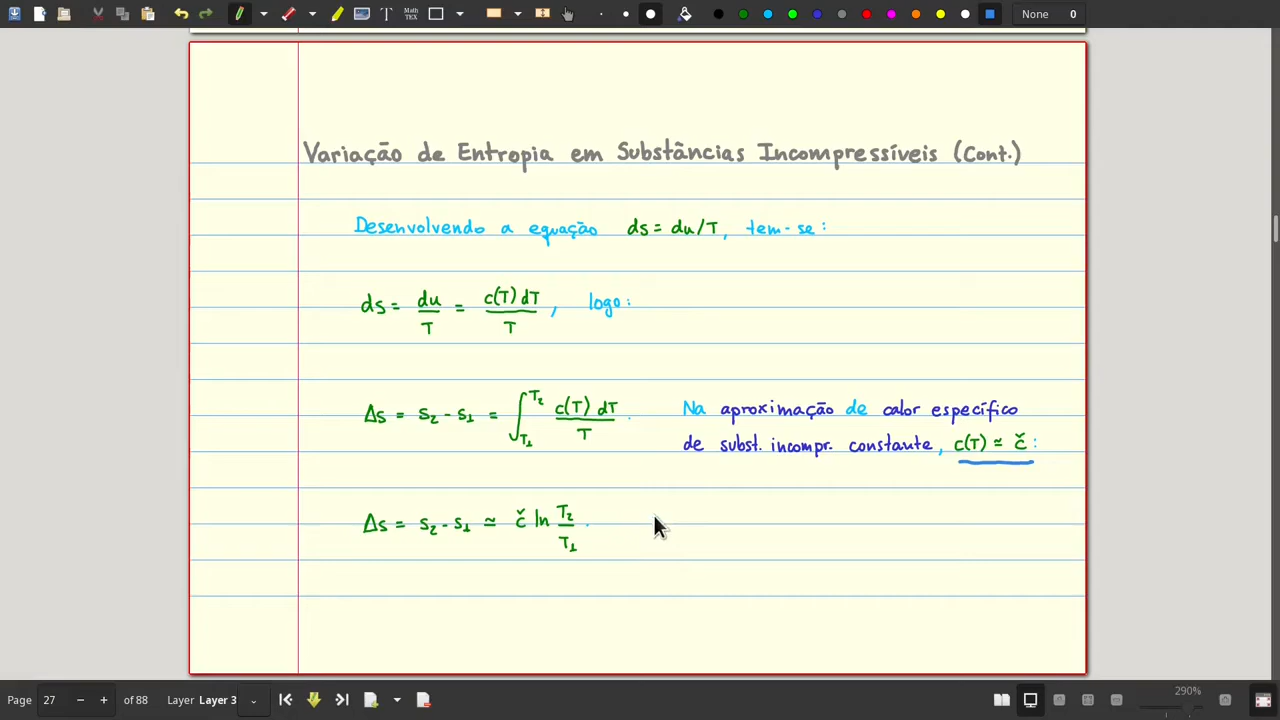 T Math TEX None 0
Variação de Entropia em Substâncias Incompressíveis (Cont.)
Desenvolvendo a equação ds = du/T, tem-se:
ds = du/T = c(T) dT/T, logo:
Δs = s₂ - s₁ = ∫_{T₁}^{T₂} c(T) dT/T. Na aproximação de calor específico
de subst. incompr. constante, c(T) ≃ č:
Δs = s₂ - s₁ ≃ č ln T₂/T₁.
Page 27 − + of 88 Layer Layer 3 290%